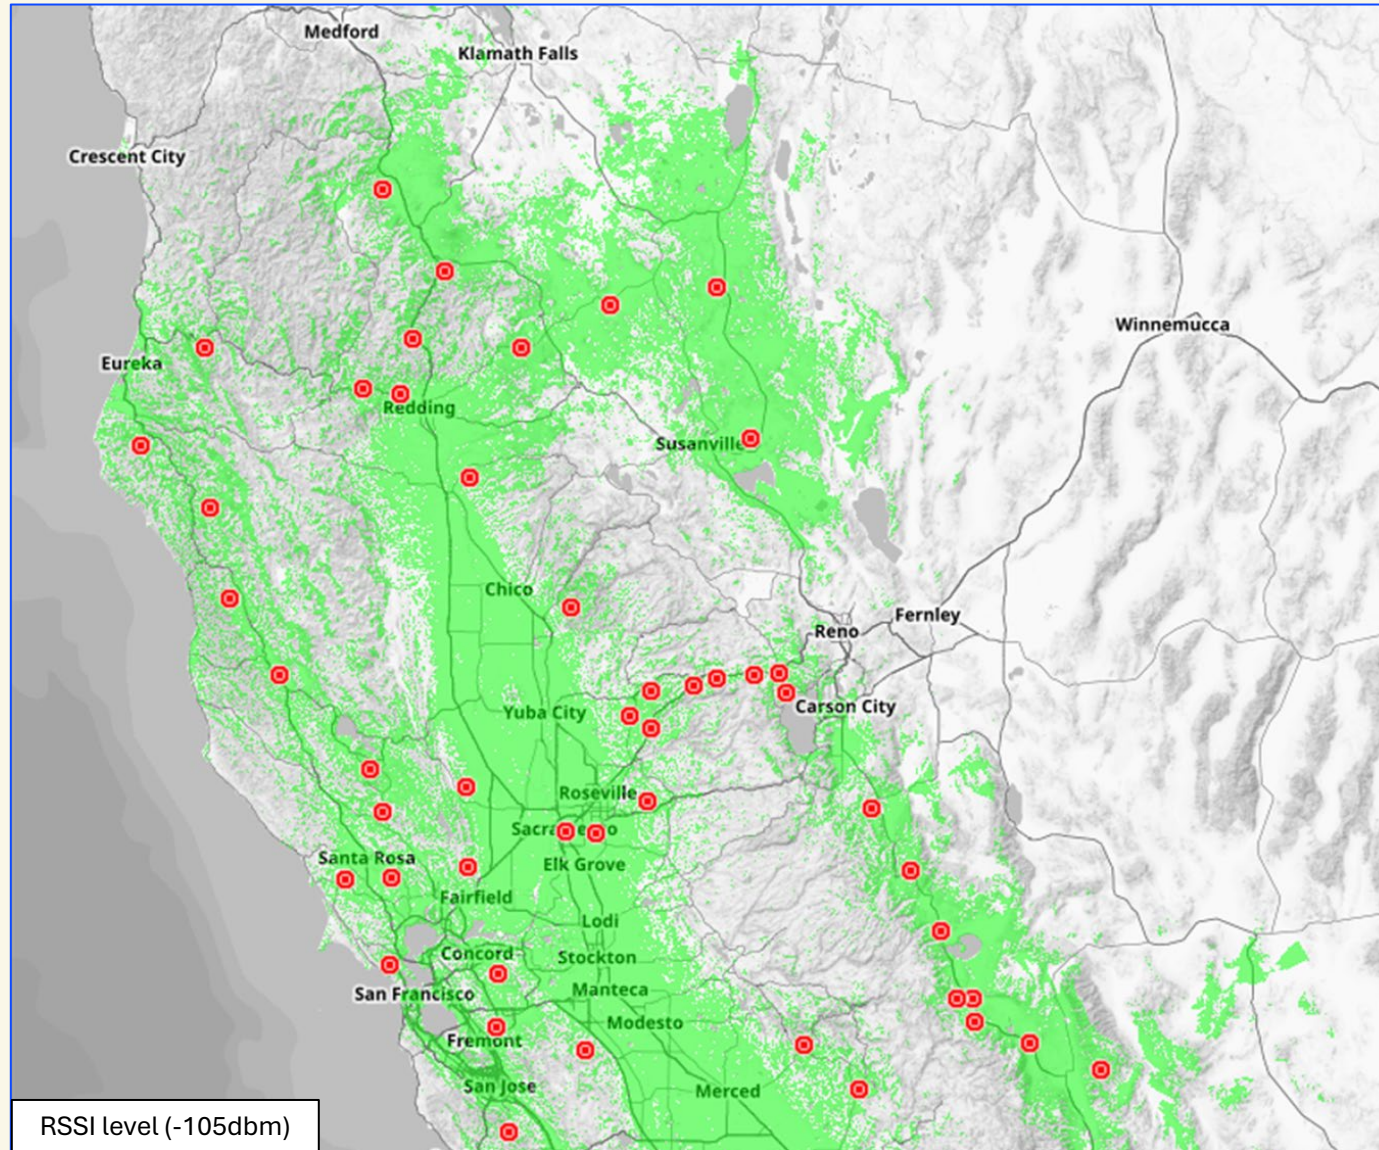 Medford
Klamath Falls
Crescent City
Winnemucca
Eureka
Redding
Susanville
Chico
Fernley
Reno
Yuba City
Carson City
Roseville
Sacramento
Elk Grove
Santa Rosa
Fairfield
Lodi
Concord
Stockton
Manteca
San Francisco
Modesto
Fremont
San Jose
Merced
RSSI level (-105dbm)